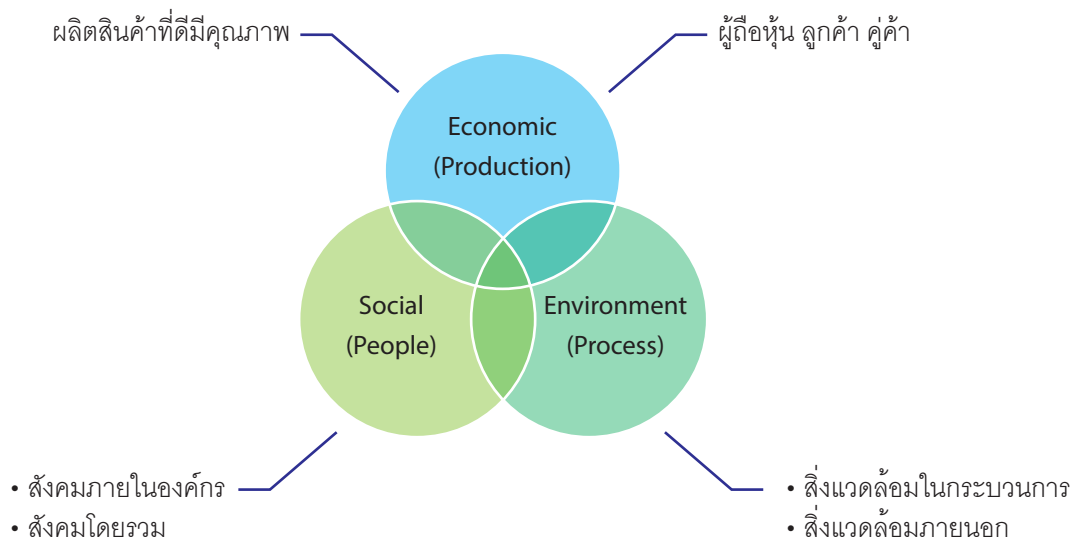 ผลิตสินค้าที่ดีมีคุณภาพ
ผู้ถือหุ้น ลูกค้า คู่ค้า
Economic
(Production)
Social
(People)
Environment
(Process)
• สังคมภายในองค์กร
• สังคมโดยรวม
• สิ่งแวดล้อมในกระบวนการ
• สิ่งแวดล้อมภายนอก